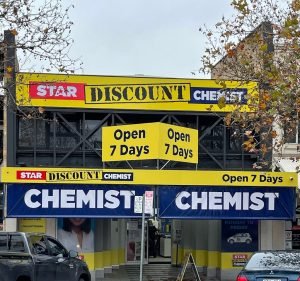 STAR DISCOUNT CHEMIST
Open 7 Days
Open 7 Days
STAR DISCOUNT CHEMIST Open 7 Days
CHEMIST CHEMIST